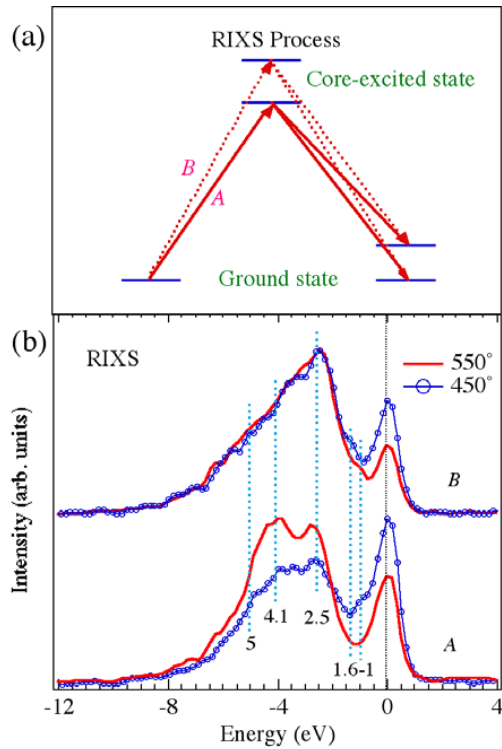 (a)
RIXS Process
Core-excited state
B
A
Ground state
(b)
RIXS
550°
450°
B
A
5
4.1
2.5
1.6-1
-12
-8
-4
0
4
Energy (eV)
Intensity (arb. units)